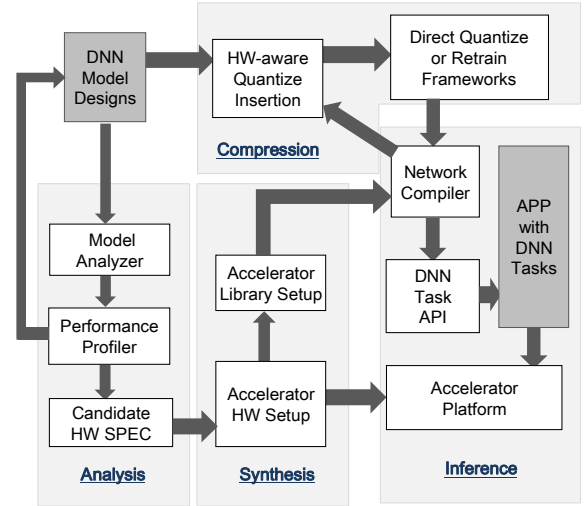 DNN
Model
Designs
HW-aware
Quantize
Insertion
Direct Quantize
or Retrain
Frameworks
Compression
Network
Compiler
APP
with
DNN
Tasks
Model
Analyzer
Accelerator
Library Setup
DNN
Task
API
Performance
Profiler
Accelerator
HW Setup
Accelerator
Platform
Candidate
HW SPEC
Analysis
Synthesis
Inference